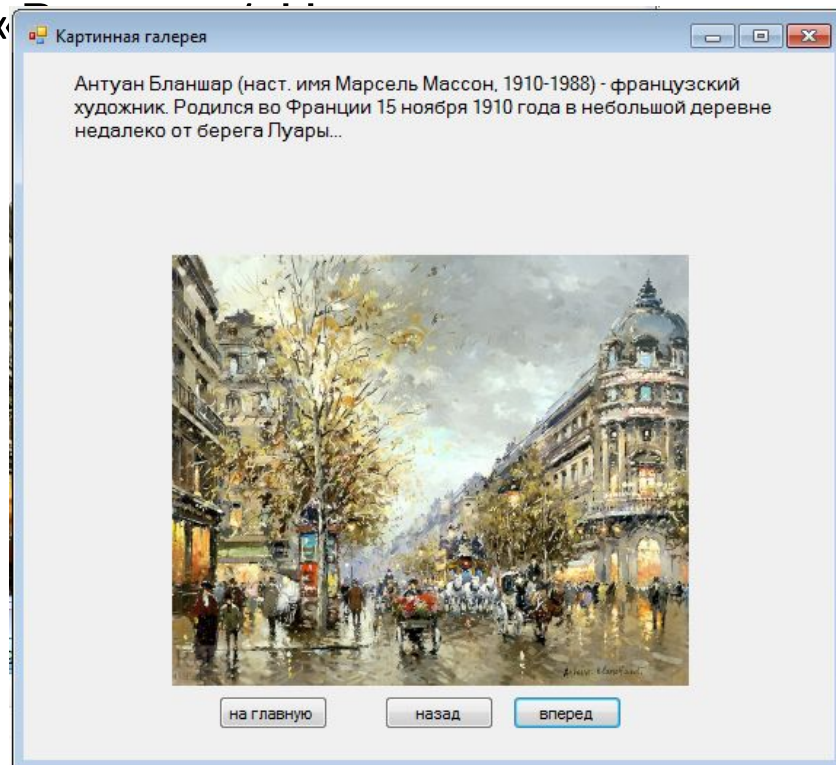 Картинная галерея
Антуан Бланшар (наст. имя Марсель Массон, 1910-1988) - французский
художник. Родился во Франции 15 ноября 1910 года в небольшой деревне
недалеко от берега Луары...
на главную
назад
вперед